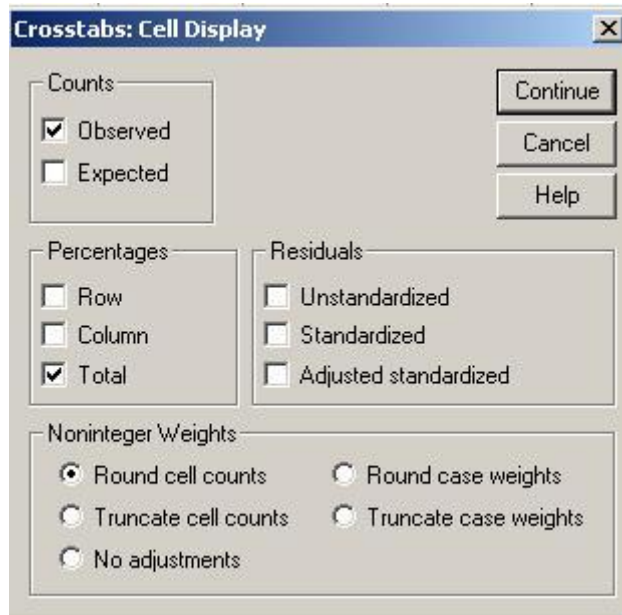 Crosstabs: Cell Display
Counts
Observed
Expected
Continue
Cancel
Help
Percentages
Row
Column
Total
Residuals
Unstandardized
Standardized
Adjusted standardized
Noninteger Weights
Round cell counts
Round case weights
Truncate cell counts
Truncate case weights
No adjustments